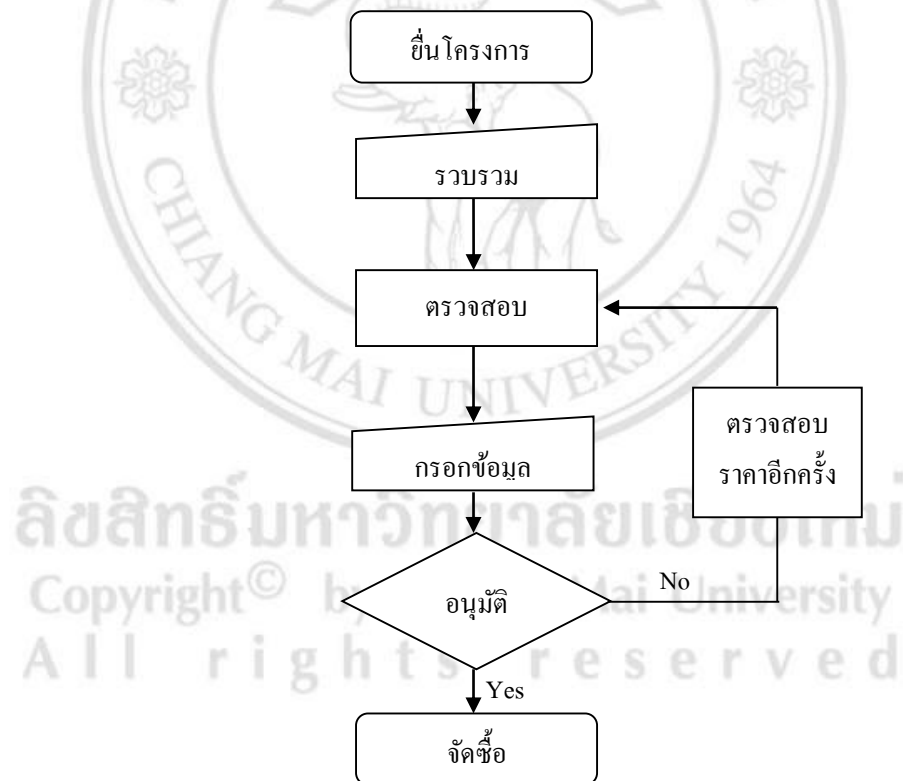 ยื่นโครงการ
รวบรวม
CHIANG MAI UNIVERSITY 1964
ตรวจสอบ
ตรวจสอบ
ราคาอีกครั้ง
กรอกข้อมูล
ลิขสิทธิ์มหาวิทยาลัยเชียงใหม่
อนุมัติ
No
Copyright© by Mai University
All rights reserved
Yes
จัดซื้อ